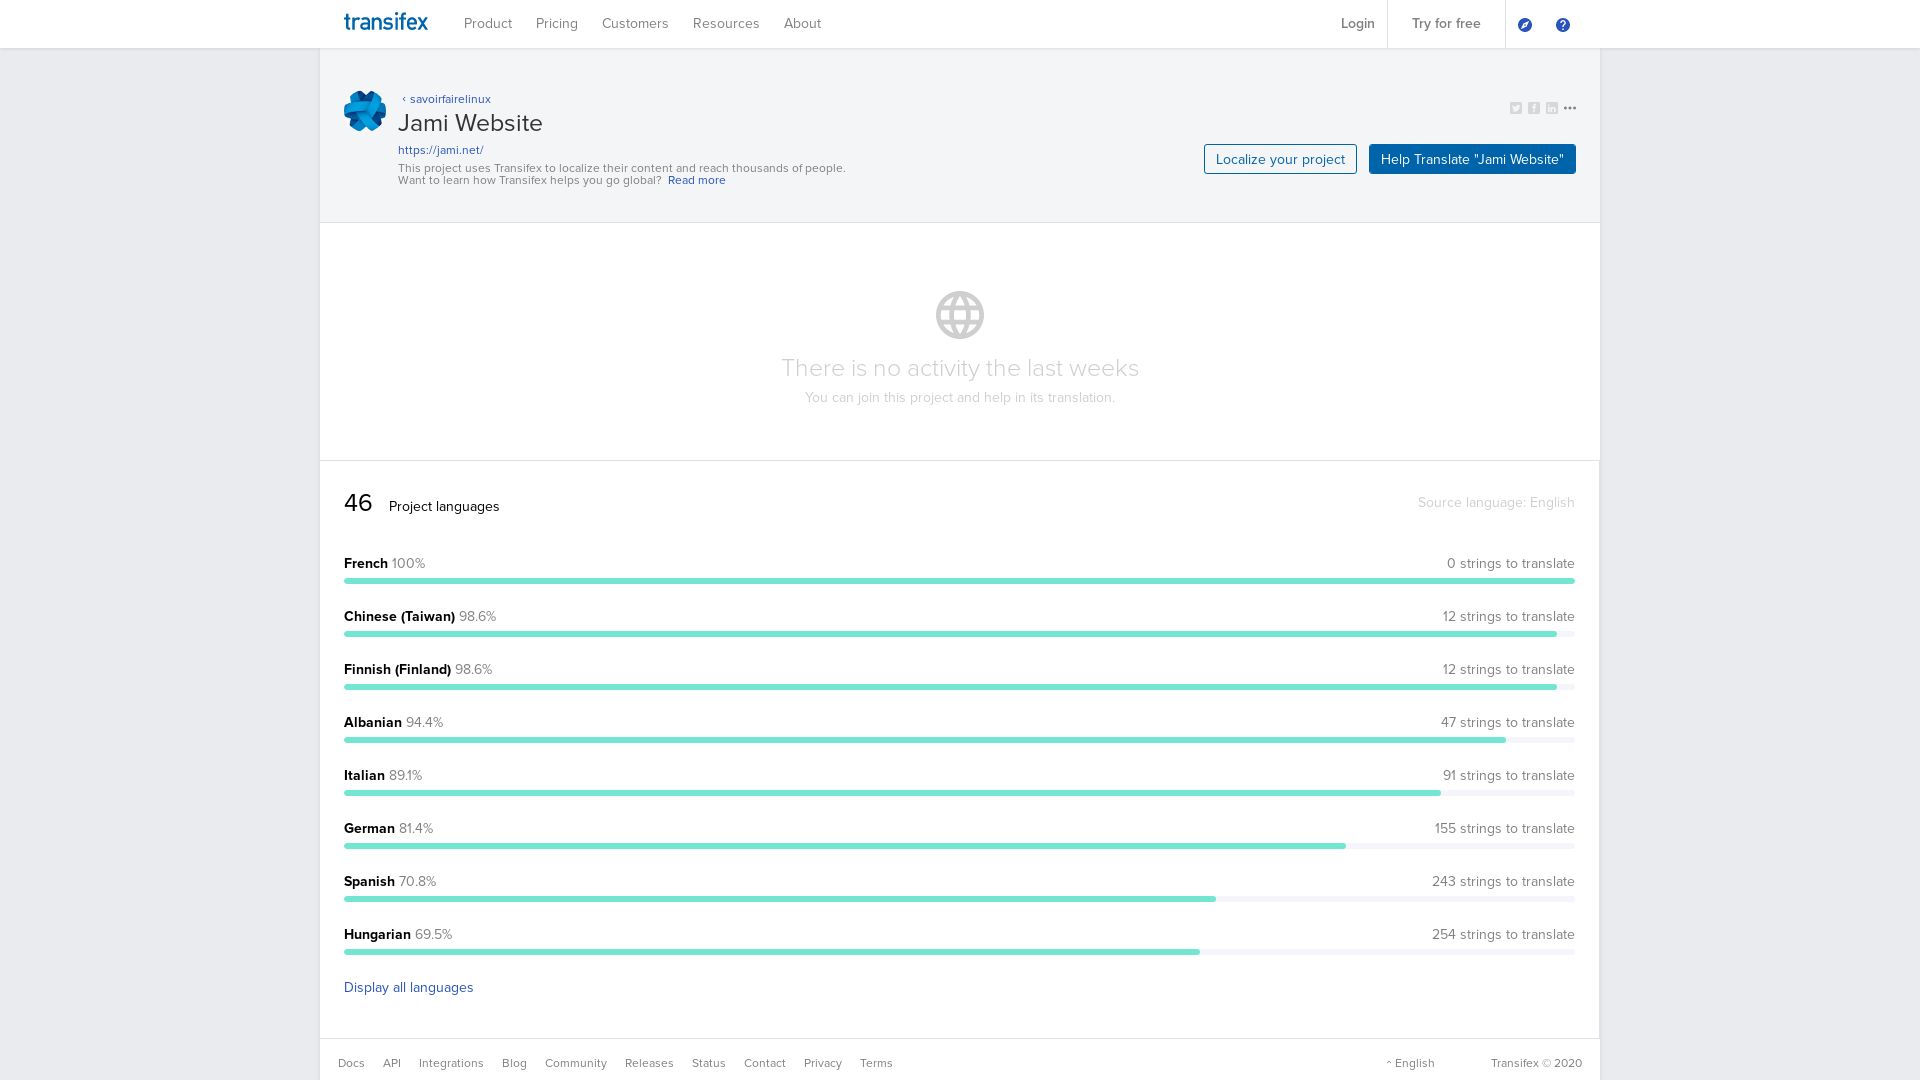 transifex Product Pricing Customers Resources About Login Try for free
‹ savoirfairelinux
Jami Website
https://jami.net/
This project uses Transifex to localize their content and reach thousands of people.
Want to learn how Transifex helps you go global? Read more
Localize your project Help Translate "Jami Website"
There is no activity the last weeks
You can join this project and help in its translation.
46 Project languages Source language: English
French 100% 0 strings to translate
Chinese (Taiwan) 98.6% 12 strings to translate
Finnish (Finland) 98.6% 12 strings to translate
Albanian 94.4% 47 strings to translate
Italian 89.1% 91 strings to translate
German 81.4% 155 strings to translate
Spanish 70.8% 243 strings to translate
Hungarian 69.5% 254 strings to translate
Display all languages
Docs API Integrations Blog Community Releases Status Contact Privacy Terms English Transifex © 2020